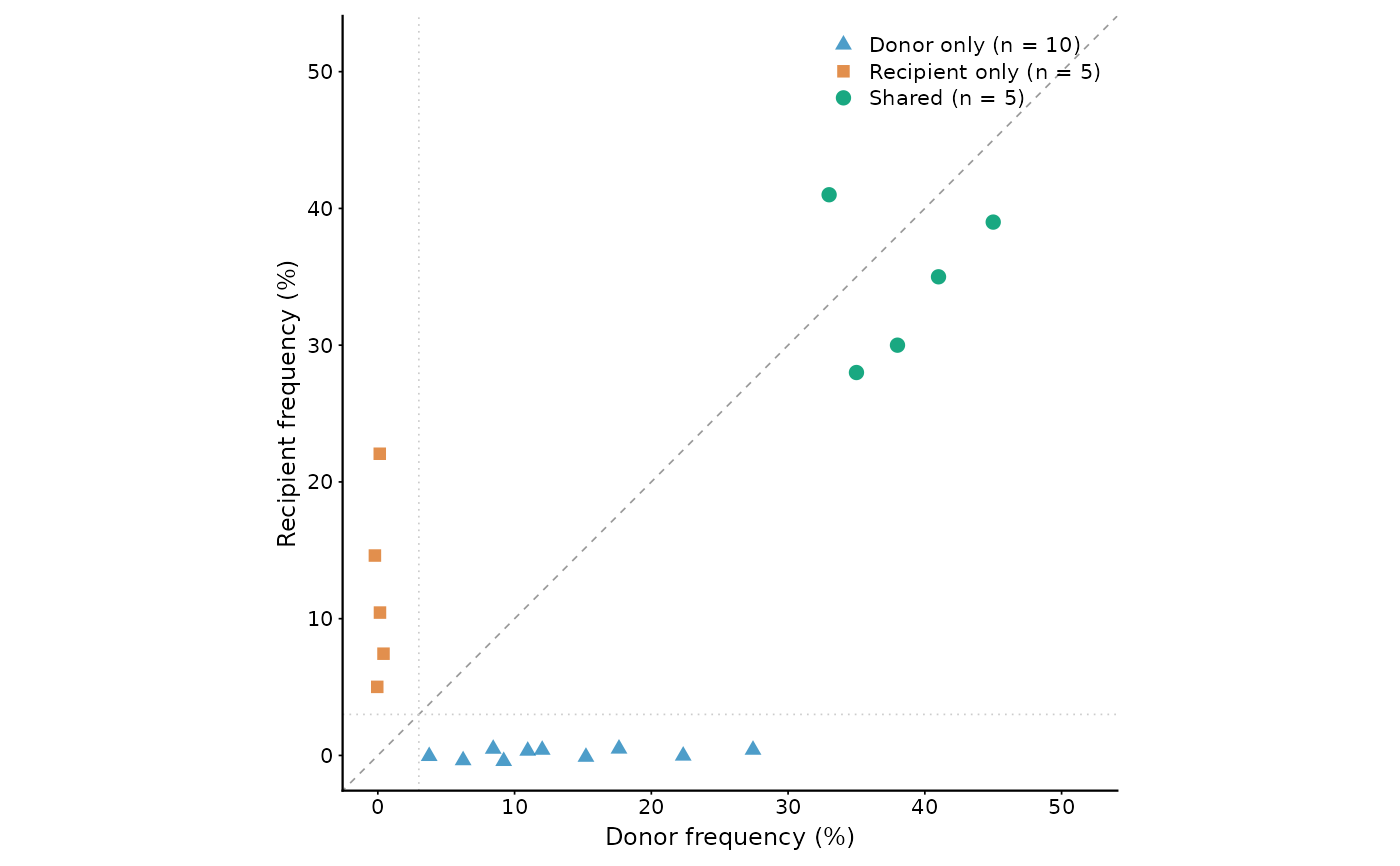 Donor only (n = 10)
Recipient only (n = 5)
Shared (n = 5)
Recipient frequency (%)
50
40
30
20
10
0
0 10 20 30 40 50
Donor frequency (%)